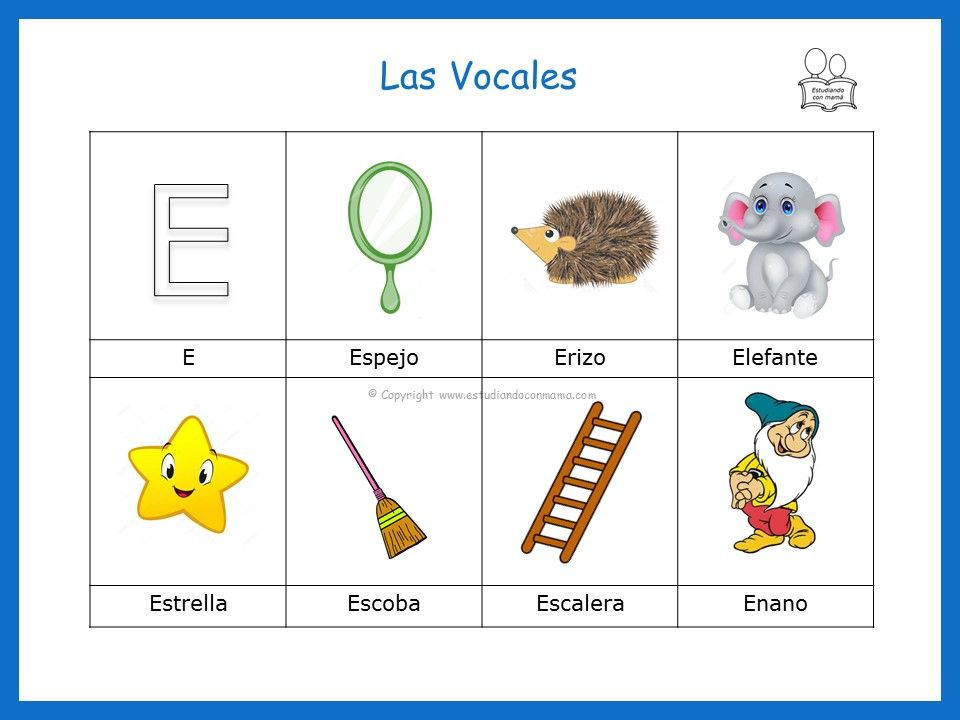 Las Vocales
Estudiando
con mamá
E
E
Espejo
Erizo
Elefante
© Copyright www.estudiandoconmama.com
Estrella
Escoba
Escalera
Enano